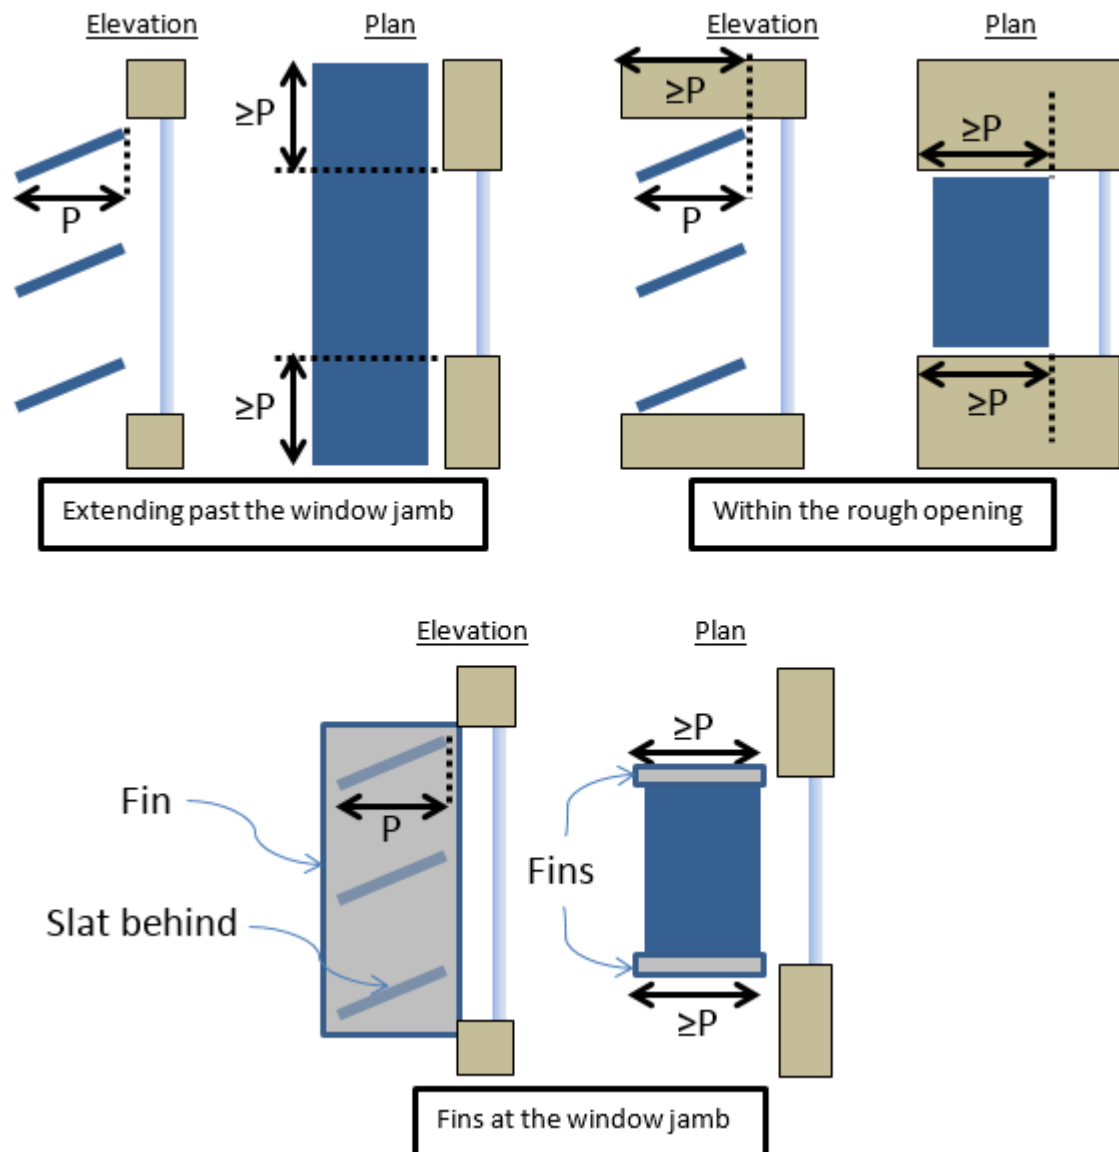 Elevation
Plan
≥P
P
≥P
Extending past the window jamb
Elevation
Plan
≥P
P
≥P
≥P
Within the rough opening
Elevation
Plan
Fin
P
Slat behind
≥P
Fins
≥P
Fins at the window jamb